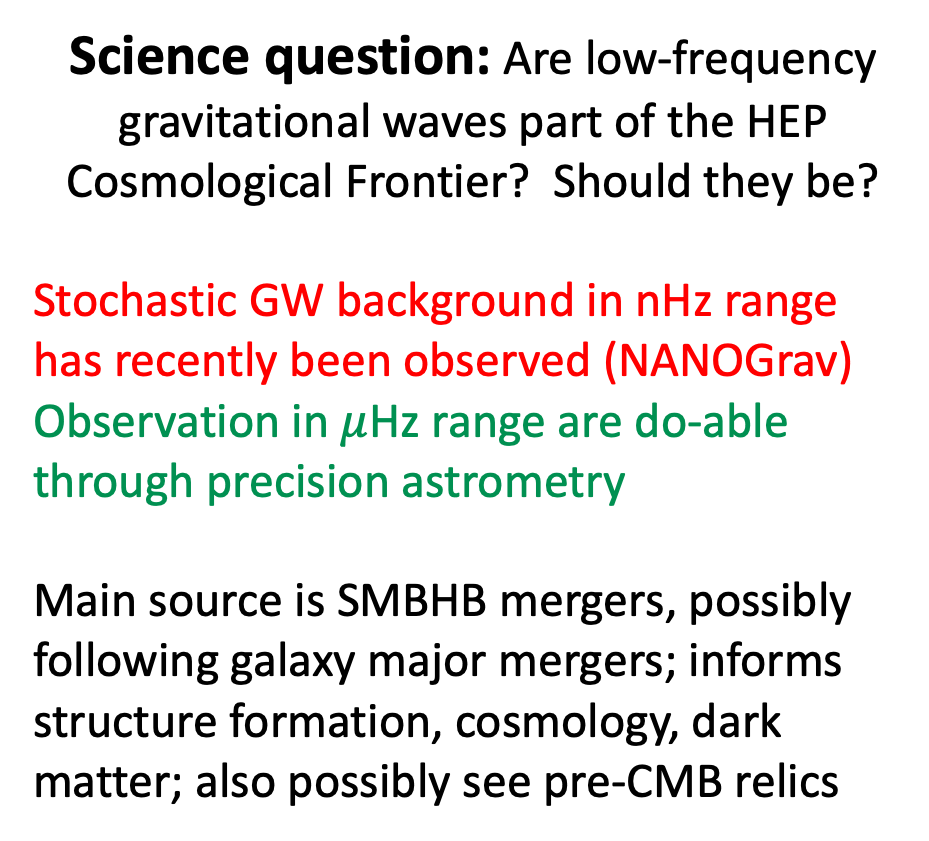 Science question: Are low-frequency
gravitational waves part of the HEP
Cosmological Frontier?  Should they be?
Stochastic GW background in nHz range
has recently been observed (NANOGrav)
Observation in 𝜇Hz range are do-able
through precision astrometry
Main source is SMBHB mergers, possibly
following galaxy major mergers; informs
structure formation, cosmology, dark
matter; also possibly see pre-CMB relics